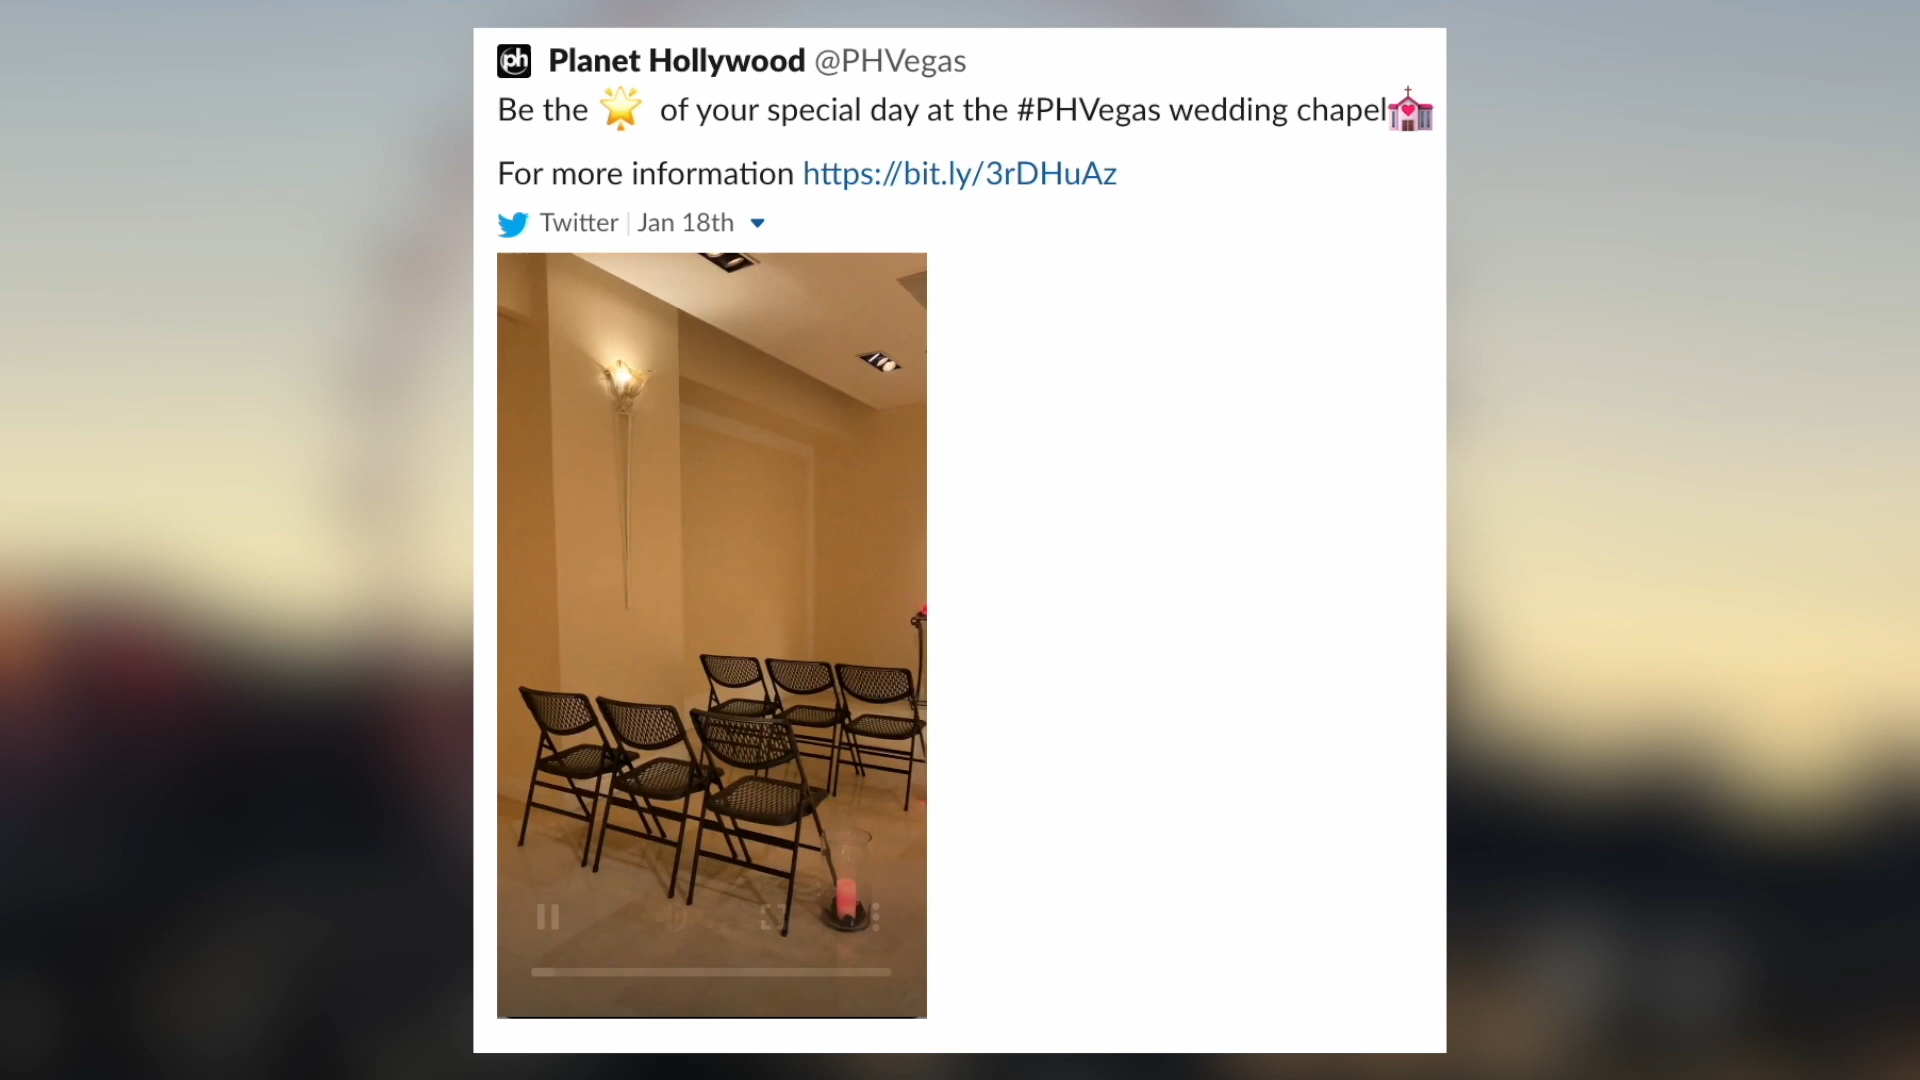 ph Planet Hollywood @PHVegas
Be the 🌟 of your special day at the #PHVegas wedding chapel💒
For more information https://bit.ly/3rDHuAz
Twitter | Jan 18th